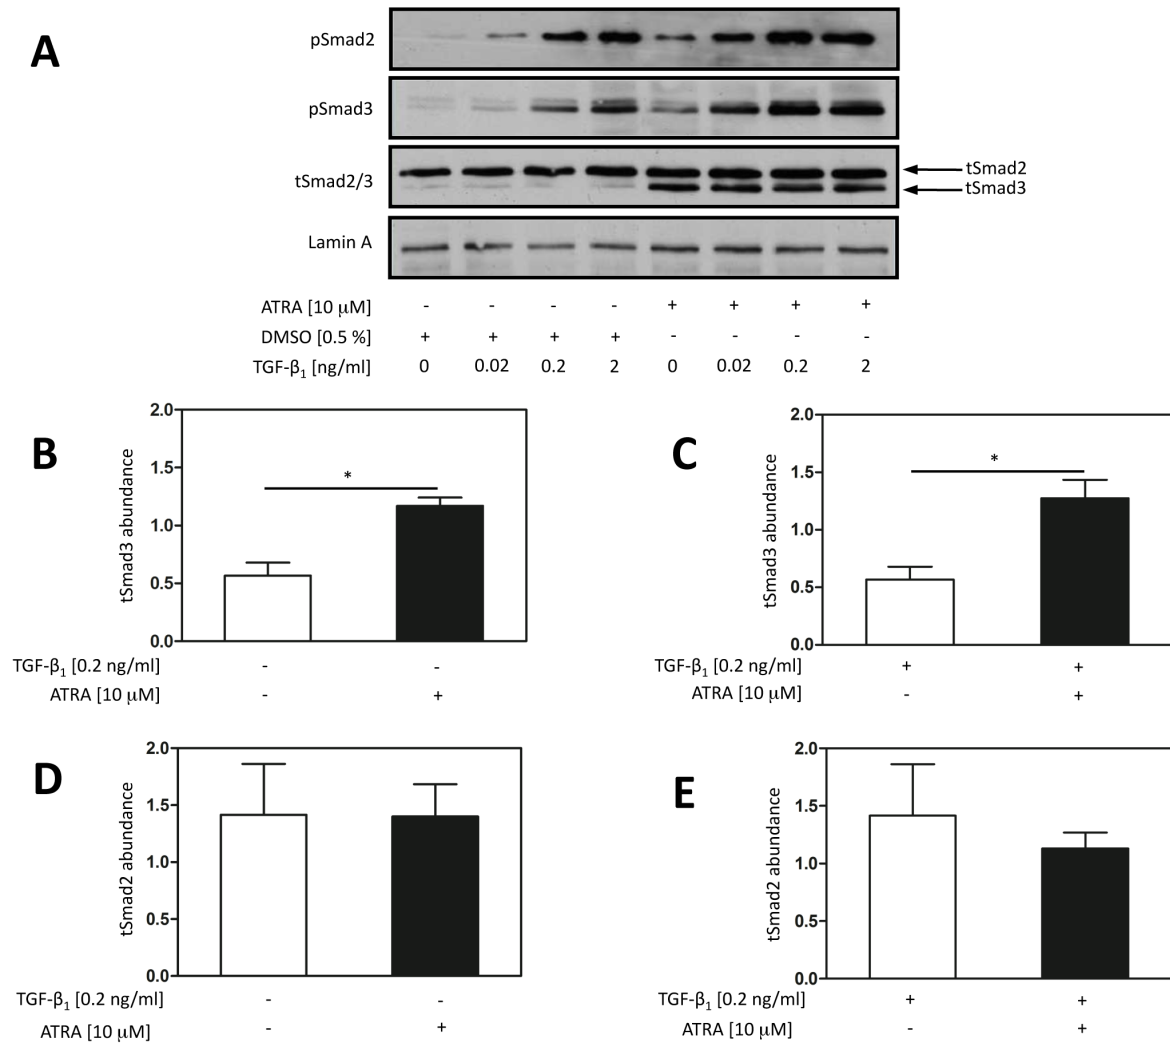 A
pSmad2
pSmad3
tSmad2/3
tSmad2
tSmad3
Lamin A
ATRA [10 μM] - - - - + + + +
DMSO [0.5 %] + + + + - - - -
TGF-β₁ [ng/ml] 0 0.02 0.2 2 0 0.02 0.2 2
B
tSmad3 abundance
2.0
1.5
1.0
0.5
0.0
*
TGF-β₁ [0.2 ng/ml] - -
ATRA [10 μM] - +
C
tSmad3 abundance
2.0
1.5
1.0
0.5
0.0
*
TGF-β₁ [0.2 ng/ml] + +
ATRA [10 μM] - +
D
tSmad2 abundance
2.0
1.5
1.0
0.5
0.0
TGF-β₁ [0.2 ng/ml] - -
ATRA [10 μM] - +
E
tSmad2 abundance
2.0
1.5
1.0
0.5
0.0
TGF-β₁ [0.2 ng/ml] + +
ATRA [10 μM] - +